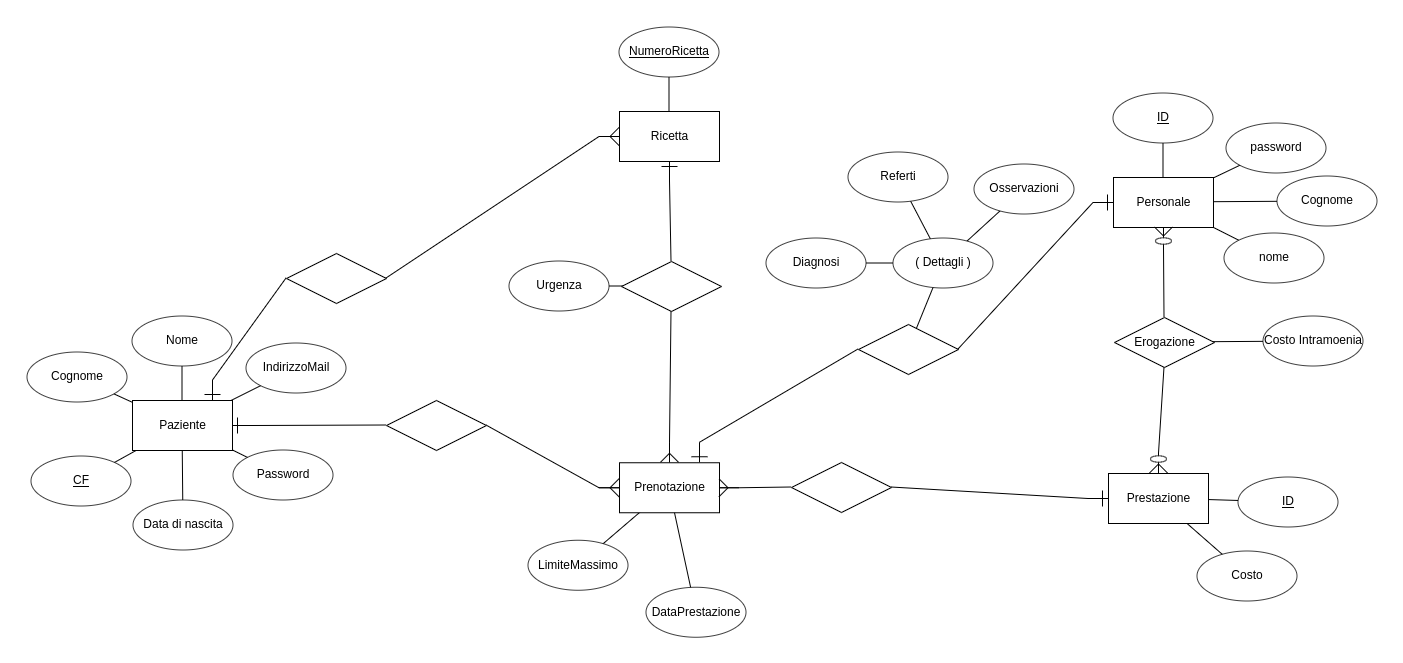 NumeroRicetta
Ricetta
ID
password
Personale
Cognome
nome
Referti
Osservazioni
Diagnosi
( Dettagli )
Urgenza
Erogazione
Costo Intramoenia
Nome
IndirizzoMail
Cognome
Paziente
CF
Password
Data di nascita
Prenotazione
LimiteMassimo
DataPrestazione
Prestazione
ID
Costo